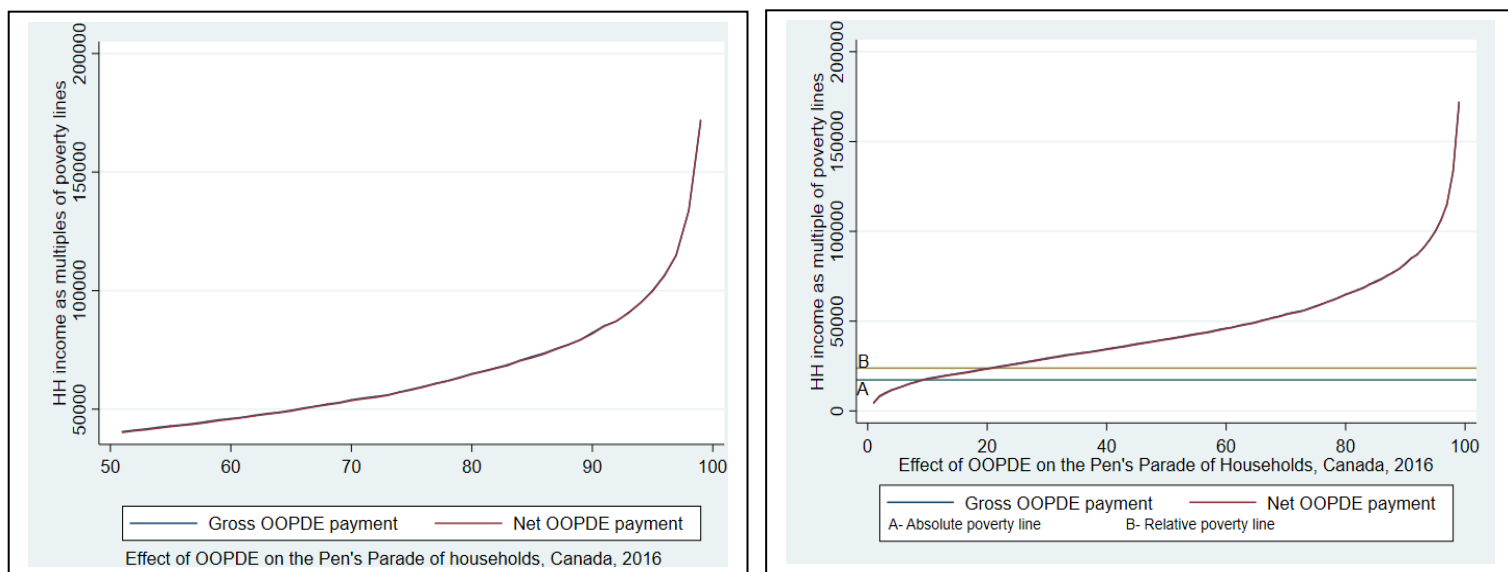 HH income as multiples of poverty lines
200000
150000
100000
50000
50 60 70 80 90 100
Gross OOPDE payment Net OOPDE payment
Effect of OOPDE on the Pen's Parade of households, Canada, 2016
HH income as multiple of poverty lines
200000
150000
100000
50000
0
B
A
0 20 40 60 80 100
Effect of OOPDE on the Pen's Parade of Households, Canada, 2016
Gross OOPDE payment Net OOPDE payment
A- Absolute poverty line B- Relative poverty line